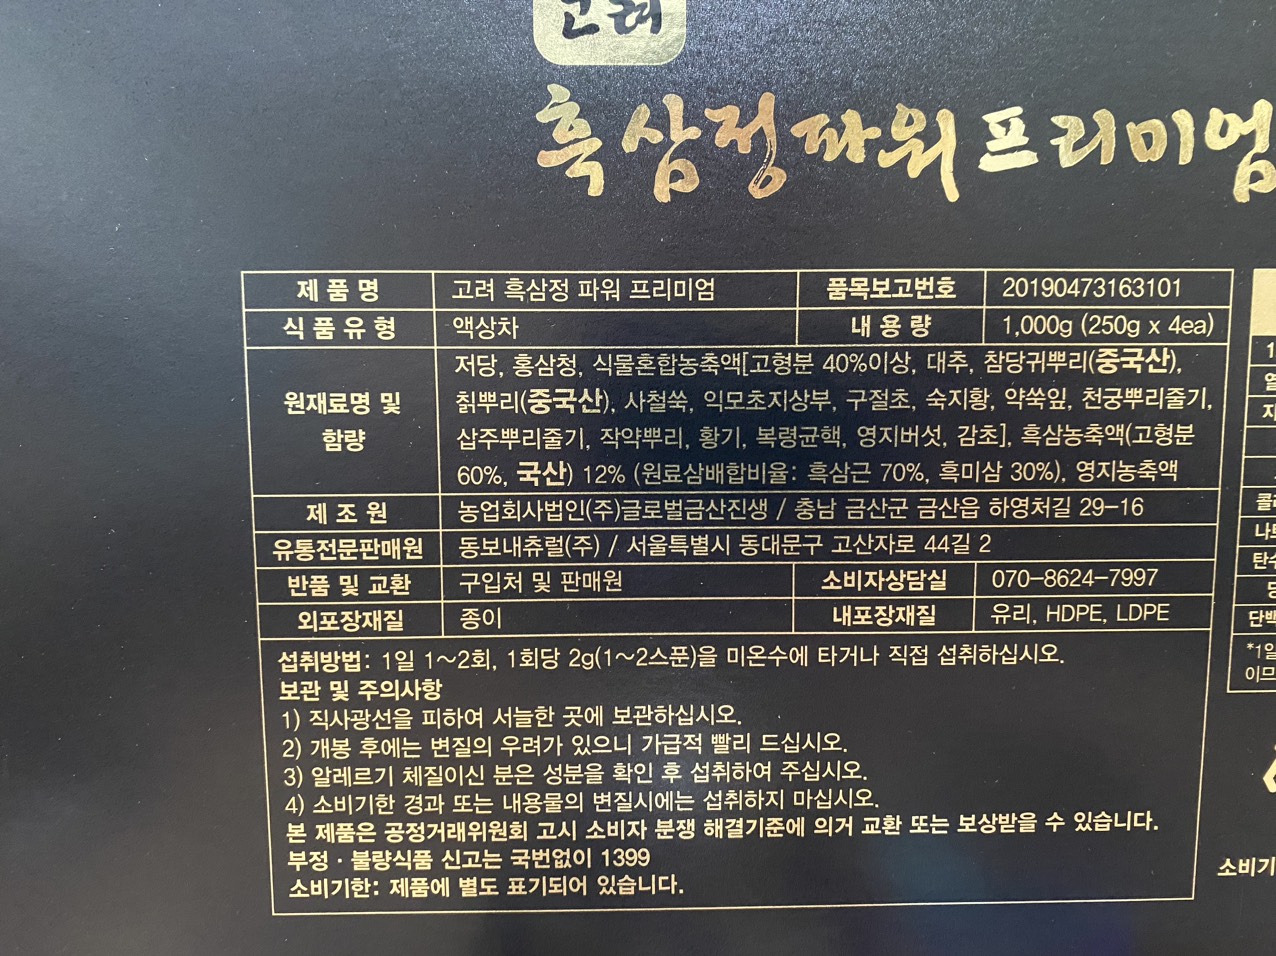 고려
흑삼정파워프리미엄
제 품 명 고려 흑삼정 파워 프리미엄 품목보고번호 20190473163101
식 품 유 형 액상차 내 용 량 1,000g (250g x 4ea)
원재료명 및 함량
저당, 홍삼청, 식물혼합농축액[고형분 40%이상, 대추, 참당귀뿌리(중국산),
칡뿌리(중국산), 사철쑥, 익모초지상부, 구절초, 숙지황, 약쑥잎, 천궁뿌리줄기,
삽주뿌리줄기, 작약뿌리, 황기, 복령균핵, 영지버섯, 감초], 흑삼농축액(고형분
60%, 국산) 12% (원료삼배합비율: 흑삼근 70%, 흑미삼 30%), 영지농축액
제 조 원 농업회사법인(주)글로벌금산진생 / 충남 금산군 금산읍 하영처길 29-16
유통전문판매원 동보내츄럴(주) / 서울특별시 동대문구 고산자로 44길 2
반품 및 교환 구입처 및 판매원 소비자상담실 070-8624-7997
외포장재질 종이 내포장재질 유리, HDPE, LDPE
섭취방법: 1일 1~2회, 1회당 2g(1~2스푼)을 미온수에 타거나 직접 섭취하십시오.
보관 및 주의사항
1) 직사광선을 피하여 서늘한 곳에 보관하십시오.
2) 개봉 후에는 변질의 우려가 있으니 가급적 빨리 드십시오.
3) 알레르기 체질이신 분은 성분을 확인 후 섭취하여 주십시오.
4) 소비기한 경과 또는 내용물의 변질시에는 섭취하지 마십시오.
본 제품은 공정거래위원회 고시 소비자 분쟁 해결기준에 의거 교환 또는 보상받을 수 있습니다.
부정 · 불량식품 신고는 국번없이 1399
소비기한: 제품에 별도 표기되어 있습니다.